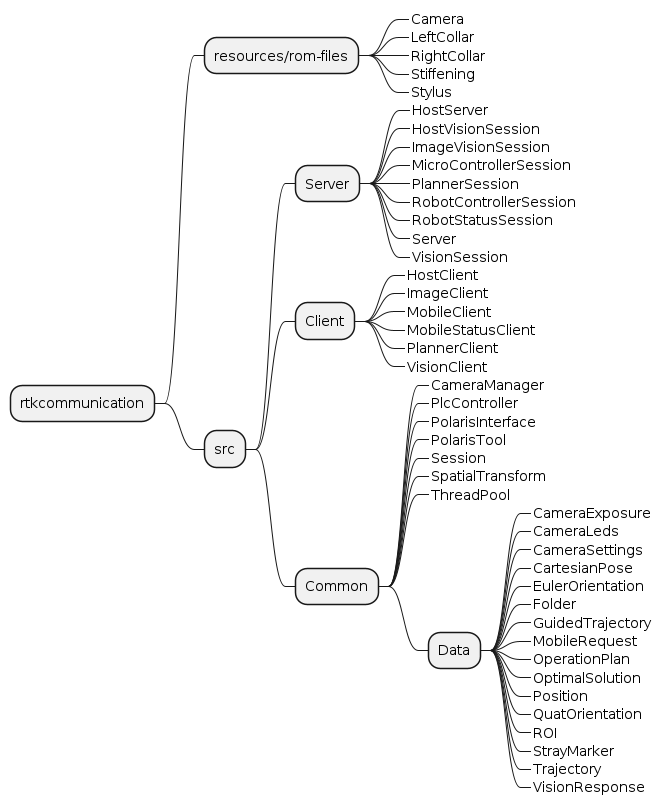 rtkcommunication
resources/rom-files
Camera
LeftCollar
RightCollar
Stiffening
Stylus
src
Server
HostServer
HostVisionSession
ImageVisionSession
MicroControllerSession
PlannerSession
RobotControllerSession
RobotStatusSession
Server
VisionSession
Client
HostClient
ImageClient
MobileClient
MobileStatusClient
PlannerClient
VisionClient
Common
CameraManager
PlcController
PolarisInterface
PolarisTool
Session
SpatialTransform
ThreadPool
Data
CameraExposure
CameraLeds
CameraSettings
CartesianPose
EulerOrientation
Folder
GuidedTrajectory
MobileRequest
OperationPlan
OptimalSolution
Position
QuatOrientation
ROI
StrayMarker
Trajectory
VisionResponse